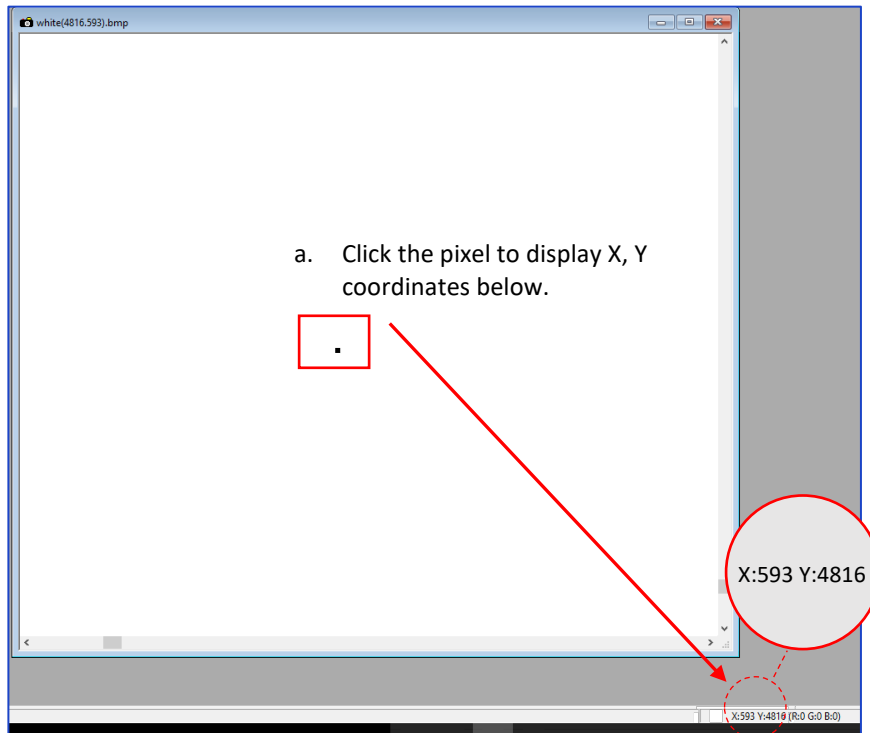 white(4816.593).bmp
a. Click the pixel to display X, Y
coordinates below.
X:593 Y:4816
X:593 Y:4816 (R:0 G:0 B:0)